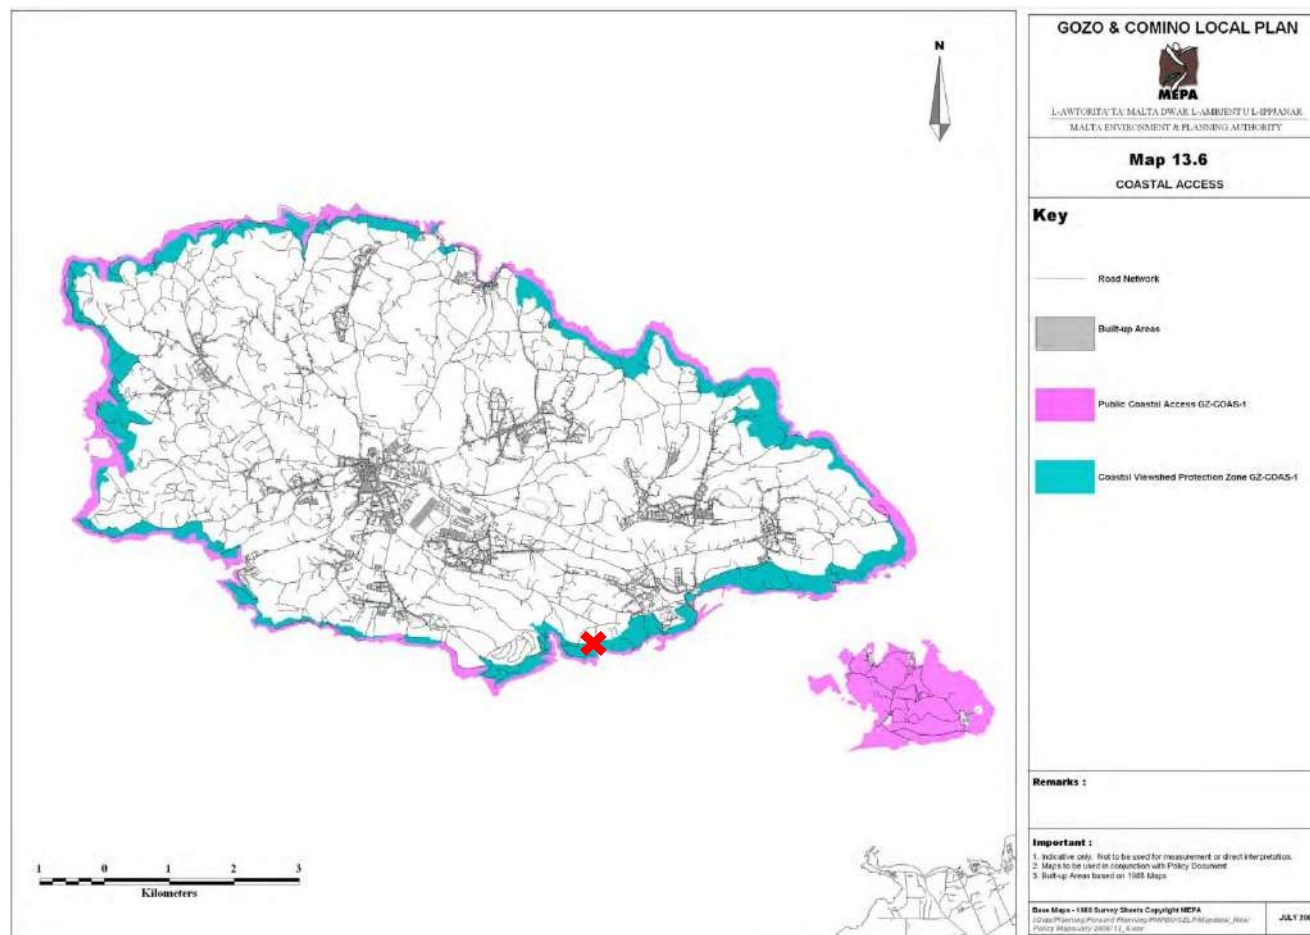 GOZO & COMINO LOCAL PLAN
MEPA
L-AWTORITA' TA' MALTA DWAR L-AMBJENT U L-IPPJANAR
MALTA ENVIRONMENT & PLANNING AUTHORITY
Map 13.6
COASTAL ACCESS
Key
Road Network
Built-up Areas
Public Coastal Access GZ-COAS-1
Coastal Viewshed Protection Zone GZ-COAS-1
N
1 0 1 2 3
Kilometers
Remarks :
Important :
1. Indicative only. Not to be used for measurement or direct interpretation.
2. Maps to be used in conjunction with Policy Document
3. Built-up Areas based on 1988 Maps
Base Maps - 1988 Survey Sheets Copyright MEPA
JULY 200